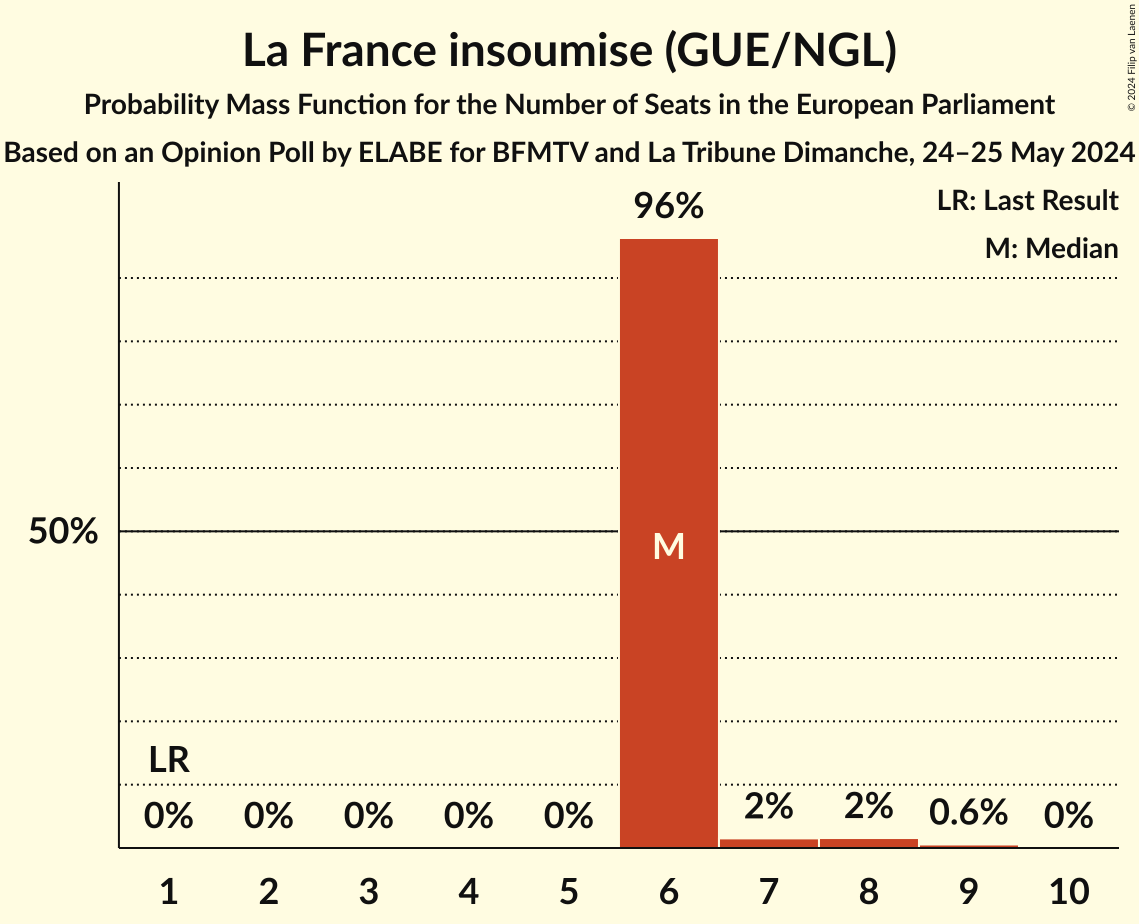 La France insoumise (GUE/NGL)
Probability Mass Function for the Number of Seats in the European Parliament
Based on an Opinion Poll by ELABE for BFMTV and La Tribune Dimanche, 24–25 May 2024
© 2024 Filip van Laenen
LR: Last Result
M: Median
96%
50%
M
LR
0% 0% 0% 0% 0% 2% 2% 0.6% 0%
1 2 3 4 5 6 7 8 9 10